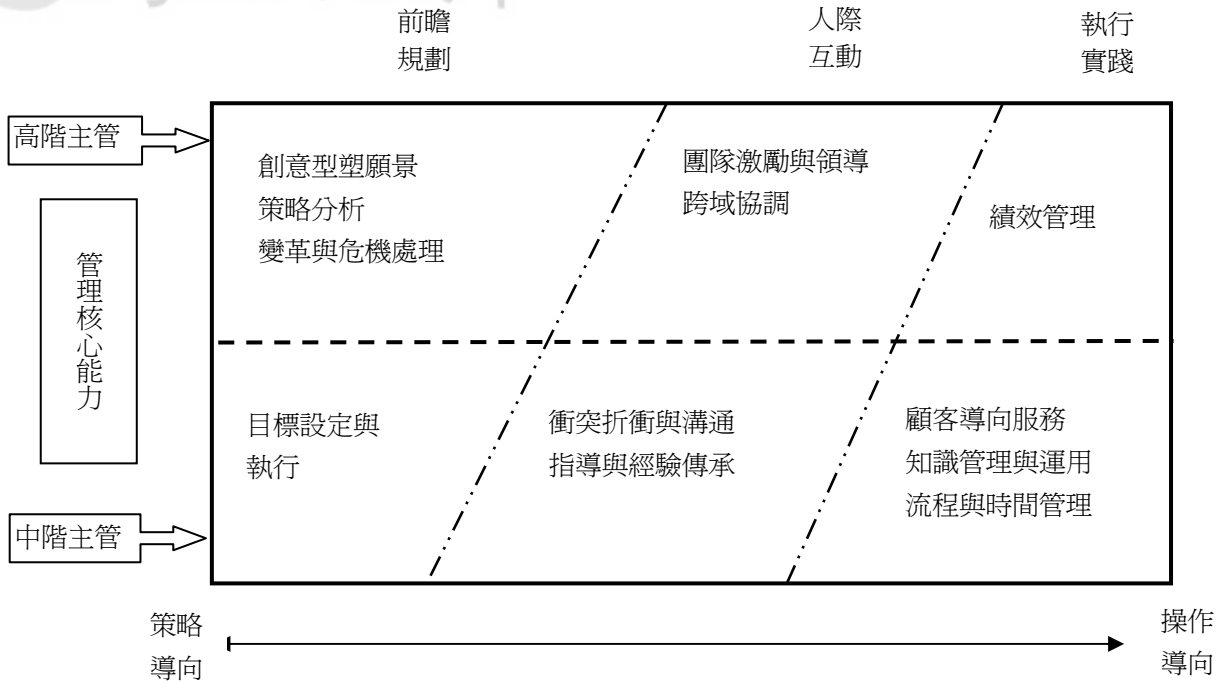 前瞻
規劃
人際
互動
執行
實踐
高階主管
創意型塑願景
策略分析
變革與危機處理
團隊激勵與領導
跨域協調
績效管理
管理核心能力
目標設定與
執行
衝突折衝與溝通
指導與經驗傳承
顧客導向服務
知識管理與運用
流程與時間管理
中階主管
策略
導向
操作
導向